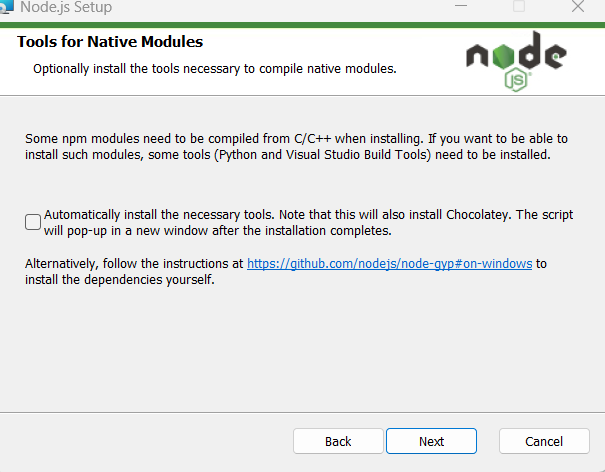 Node.js Setup
Tools for Native Modules
Optionally install the tools necessary to compile native modules.
node
JS
Some npm modules need to be compiled from C/C++ when installing. If you want to be able to
install such modules, some tools (Python and Visual Studio Build Tools) need to be installed.
Automatically install the necessary tools. Note that this will also install Chocolatey. The script
will pop-up in a new window after the installation completes.
Alternatively, follow the instructions at https://github.com/nodejs/node-gyp#on-windows to
install the dependencies yourself.
Back Next Cancel